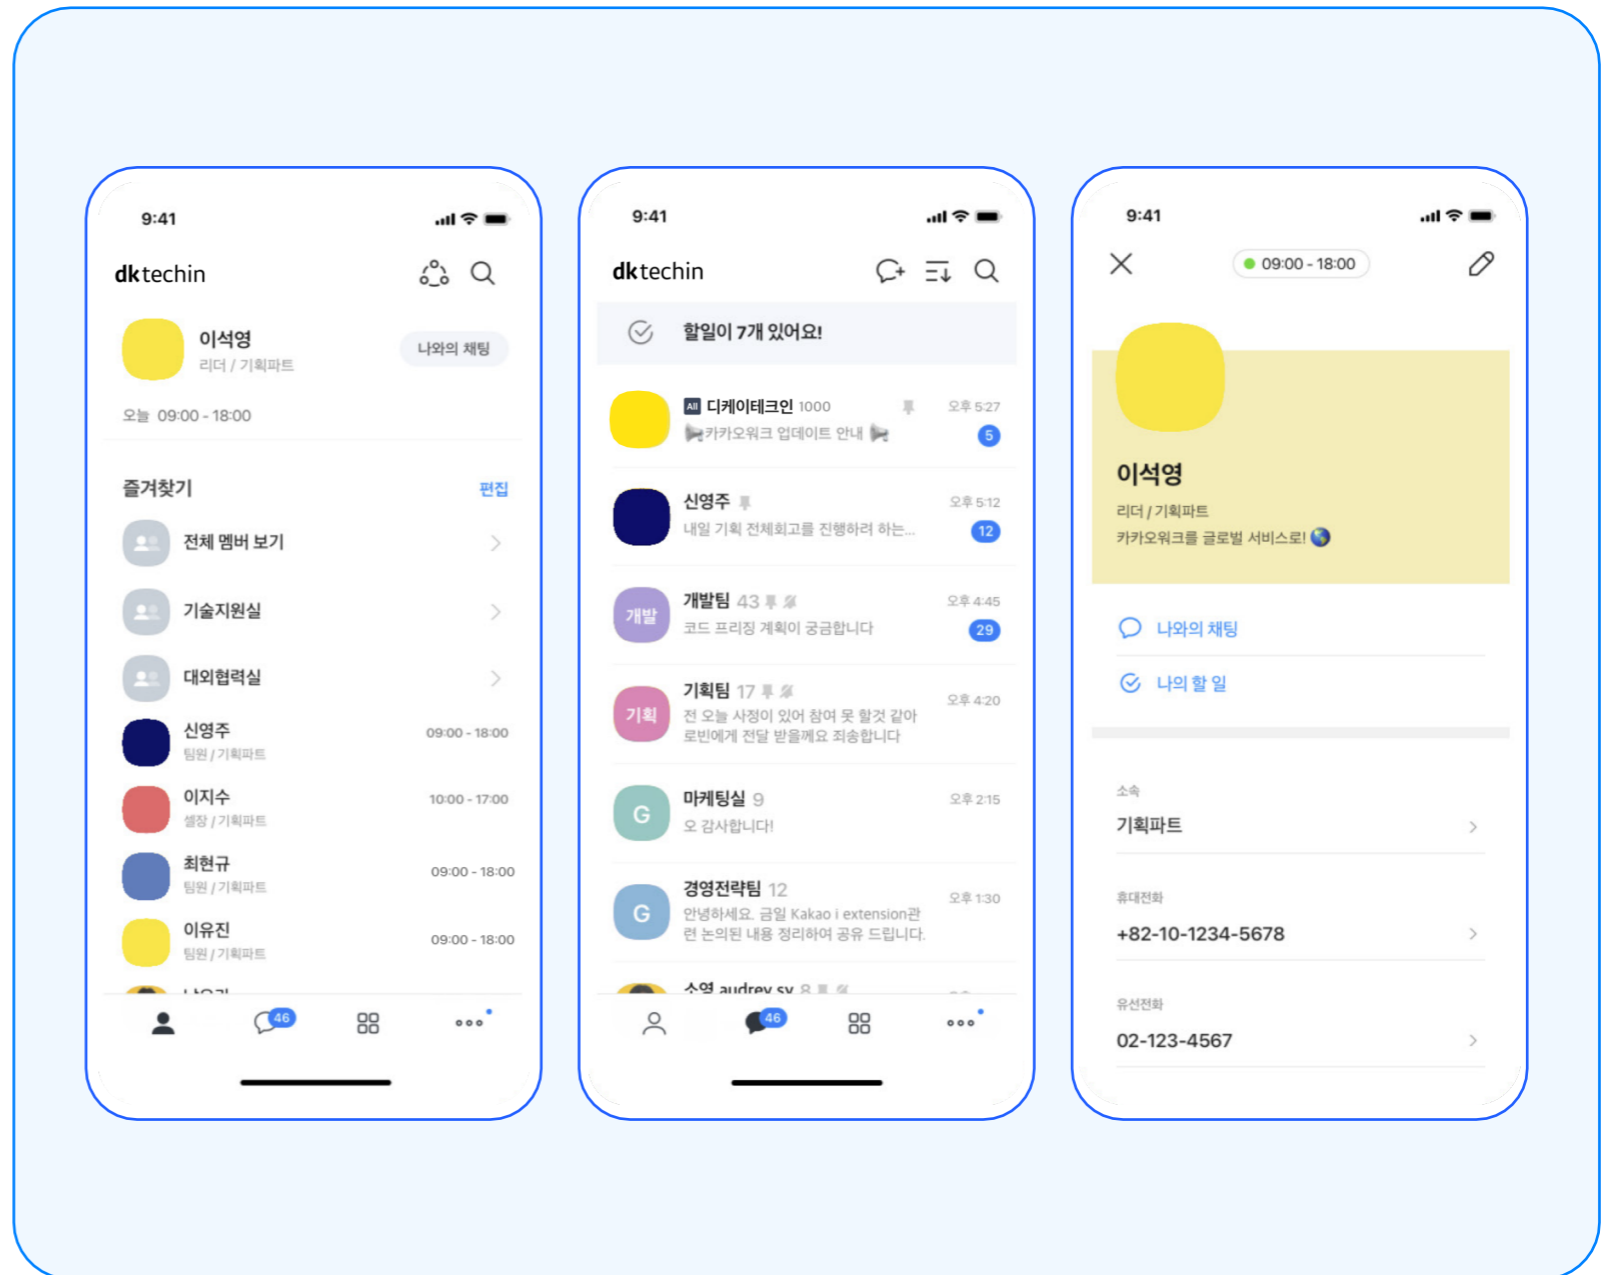 9:41
dktechin
이석영
리더 / 기획파트
나와의 채팅
오늘 09:00 - 18:00
즐겨찾기
편집
전체 멤버 보기
기술지원실
대외협력실
신영주
팀원 / 기획파트
09:00 - 18:00
이지수
셀장 / 기획파트
10:00 - 17:00
최현규
팀원 / 기획파트
09:00 - 18:00
이유진
팀원 / 기획파트
09:00 - 18:00
46
9:41
dktechin
할일이 7개 있어요!
All 디케이테크인 1000
오후 5:27
카카오워크 업데이트 안내
5
신영주
오후 5:12
내일 기획 전체회고를 진행하려 하는...
12
개발
개발팀 43
오후 4:45
코드 프리징 계획이 궁금합니다
29
기획
기획팀 17
오후 4:20
전 오늘 사정이 있어 참여 못 할것 같아
로빈에게 전달 받을께요 죄송합니다
G
마케팅실 9
오후 2:15
오 감사합니다!
G
경영전략팀 12
오후 1:30
안녕하세요. 금일 Kakao i extension관
련 논의된 내용 정리하여 공유 드립니다.
소영 audrey.sy 8
46
9:41
09:00 - 18:00
이석영
리더 / 기획파트
카카오워크를 글로벌 서비스로!
나와의 채팅
나의 할 일
소속
기획파트
휴대전화
+82-10-1234-5678
유선전화
02-123-4567